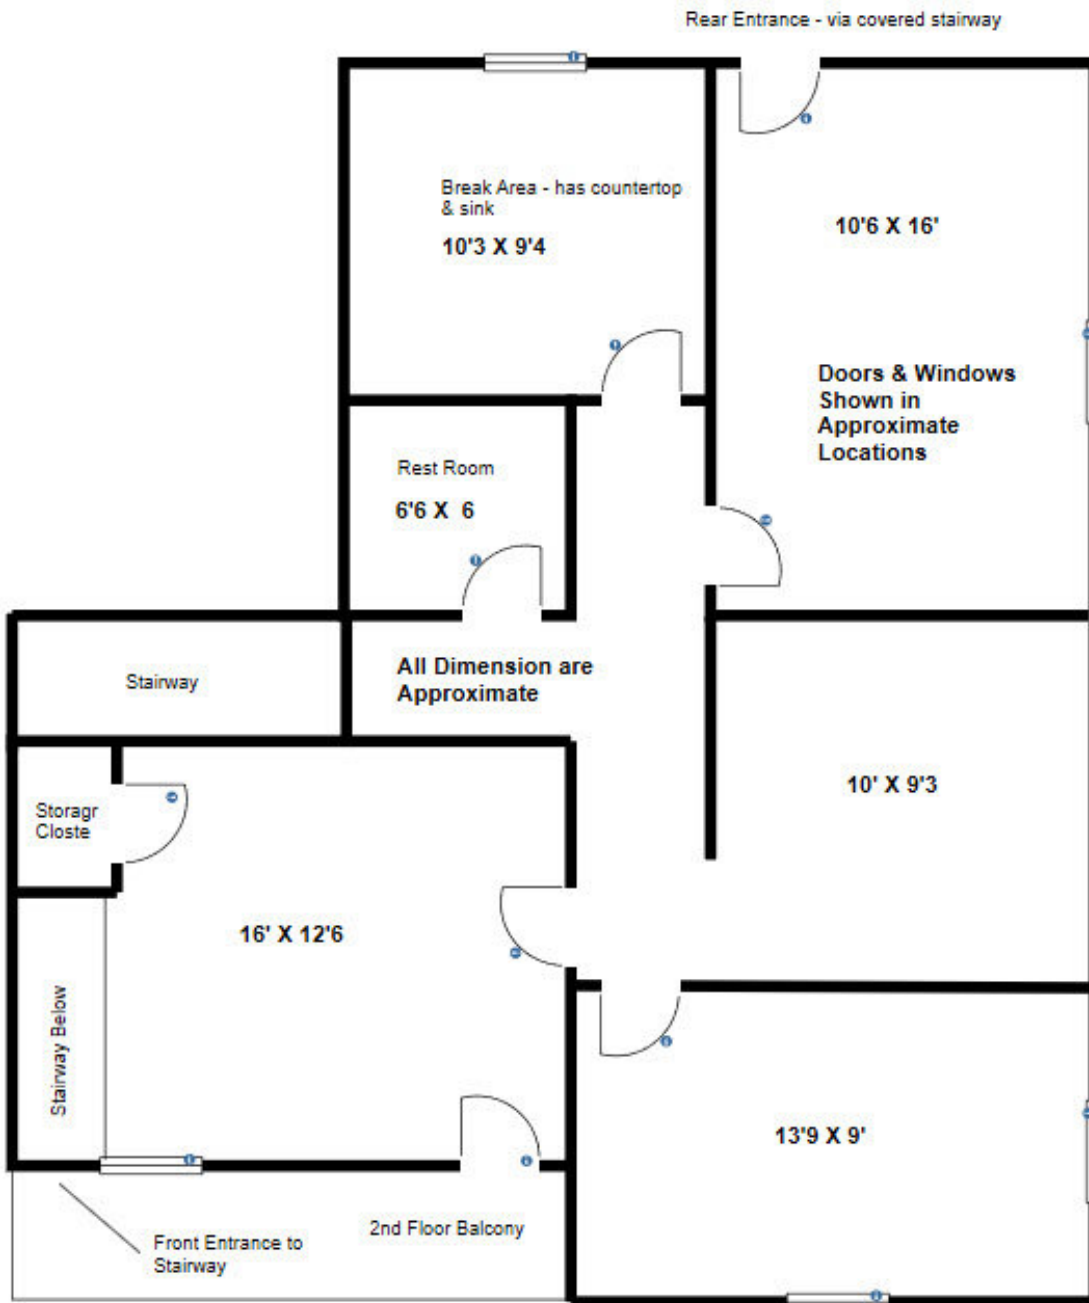 Rear Entrance - via covered stairway
Break Area - has countertop
& sink
10'3 X 9'4
10'6 X 16'
Doors & Windows
Shown in
Approximate
Locations
Rest Room
6'6 X 6
All Dimension are
Approximate
Stairway
Storagr
Closte
10' X 9'3
16' X 12'6
Stairway Below
13'9 X 9'
2nd Floor Balcony
Front Entrance to
Stairway